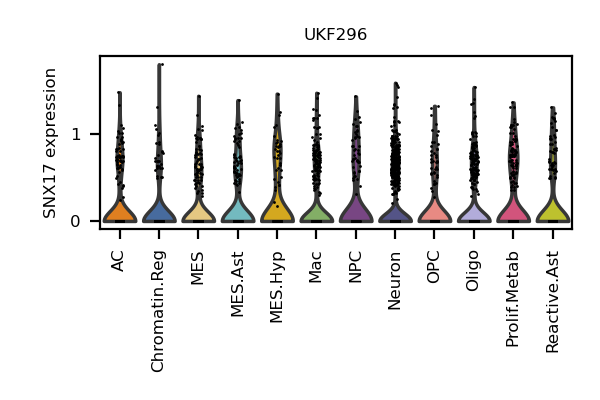 UKF296
SNX17 expression
1
0
AC
Chromatin.Reg
MES
MES.Ast
MES.Hyp
Mac
NPC
Neuron
OPC
Oligo
Prolif.Metab
Reactive.Ast